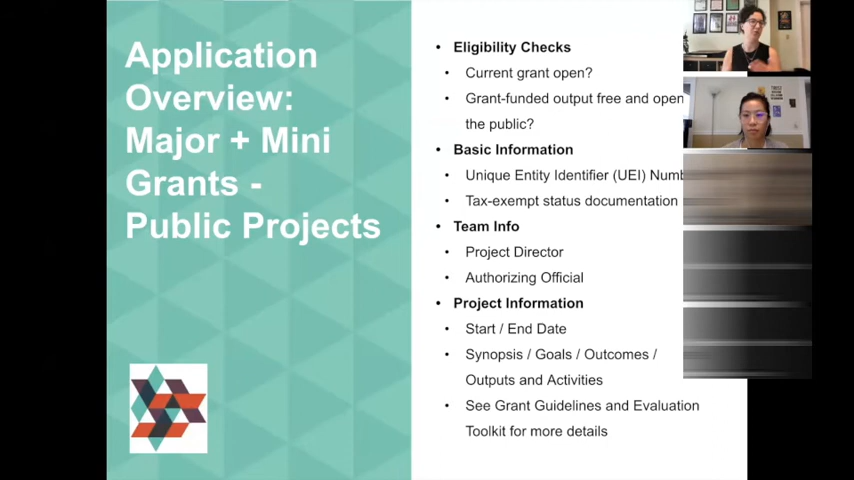 Application
Overview:
Major + Mini
Grants -
Public Projects
• Eligibility Checks
• Current grant open?
• Grant-funded output free and open
the public?
• Basic Information
• Unique Entity Identifier (UEI)
• Tax-exempt status documentation
• Team Info
• Project Director
• Authorizing Official
• Project Information
• Start / End Date
• Synopsis / Goals / Outcomes /
Outputs and Activities
• See Grant Guidelines and Evaluation
Toolkit for more details